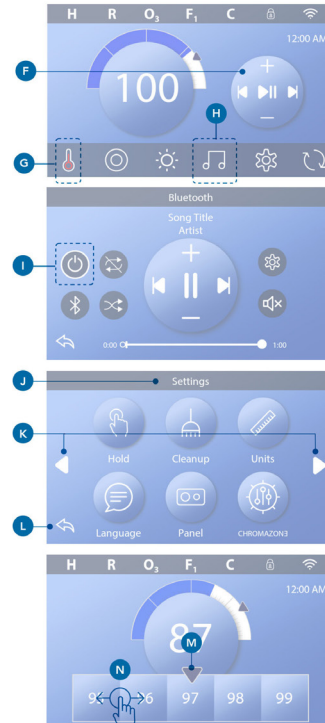 H R O3 F1 C
12:00 AM
F
100
H
G
Bluetooth
Song Title
Artist
I
0:00 1:00
J Settings
K
Hold Cleanup Units
Language Panel CHROMAZON3
L
H R O3 F1 C
12:00 AM
87
M
N
96 97 98 99